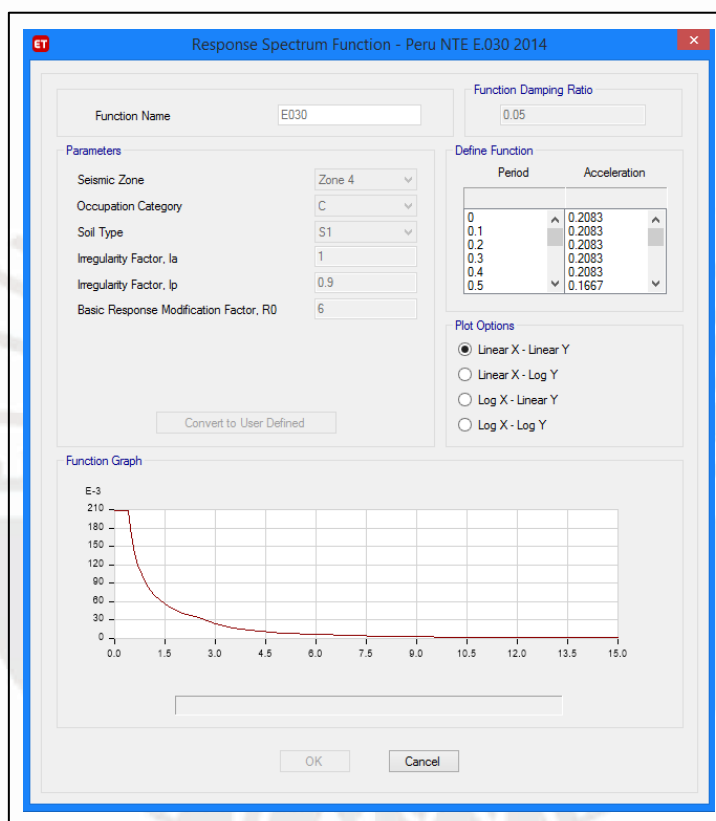 ET Response Spectrum Function - Peru NTE E.030 2014
Function Name E030
Function Damping Ratio
0.05
Parameters
Seismic Zone Zone 4
Occupation Category C
Soil Type S1
Irregularity Factor, Ia 1
Irregularity Factor, Ip 0.9
Basic Response Modification Factor, R0 6
Convert to User Defined
Define Function
Period Acceleration
0 0.2083
0.1 0.2083
0.2 0.2083
0.3 0.2083
0.4 0.2083
0.5 0.1667
Plot Options
Linear X - Linear Y
Linear X - Log Y
Log X - Linear Y
Log X - Log Y
Function Graph
E-3
210
180
150
120
90
60
30
0
0.0 1.5 3.0 4.5 6.0 7.5 9.0 10.5 12.0 13.5 15.0
OK Cancel